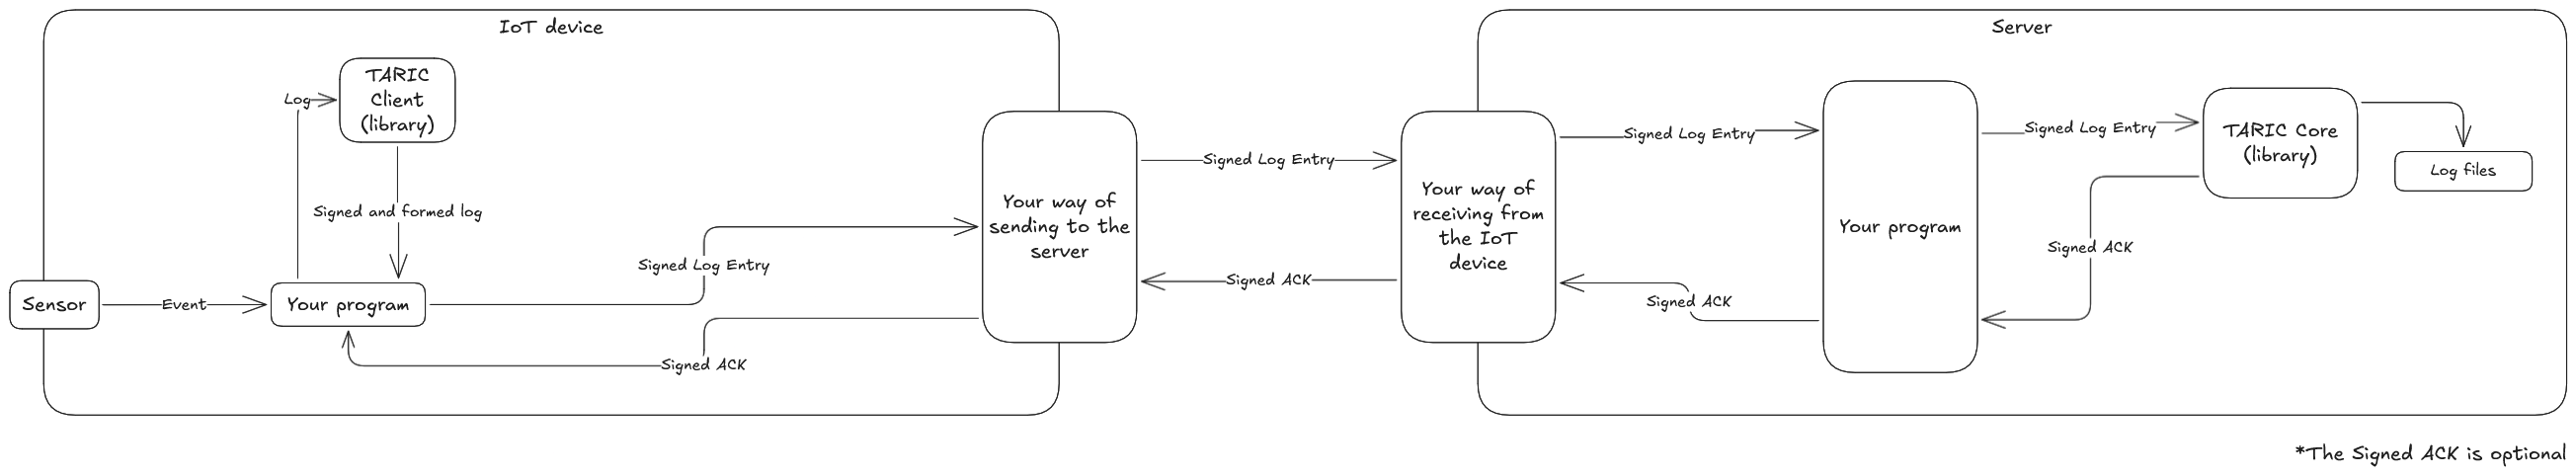 IoT device
Server
TARIC
Client
(library)
Log
Signed and formed log
Sensor
Event
Your program
Signed Log Entry
Signed ACK
Your way of
sending to the
server
Signed Log Entry
Signed ACK
Your way of
receiving from
the IoT
device
Signed Log Entry
Signed ACK
Your program
Signed Log Entry
Signed ACK
TARIC Core
(library)
Log files
*The Signed ACK is optional